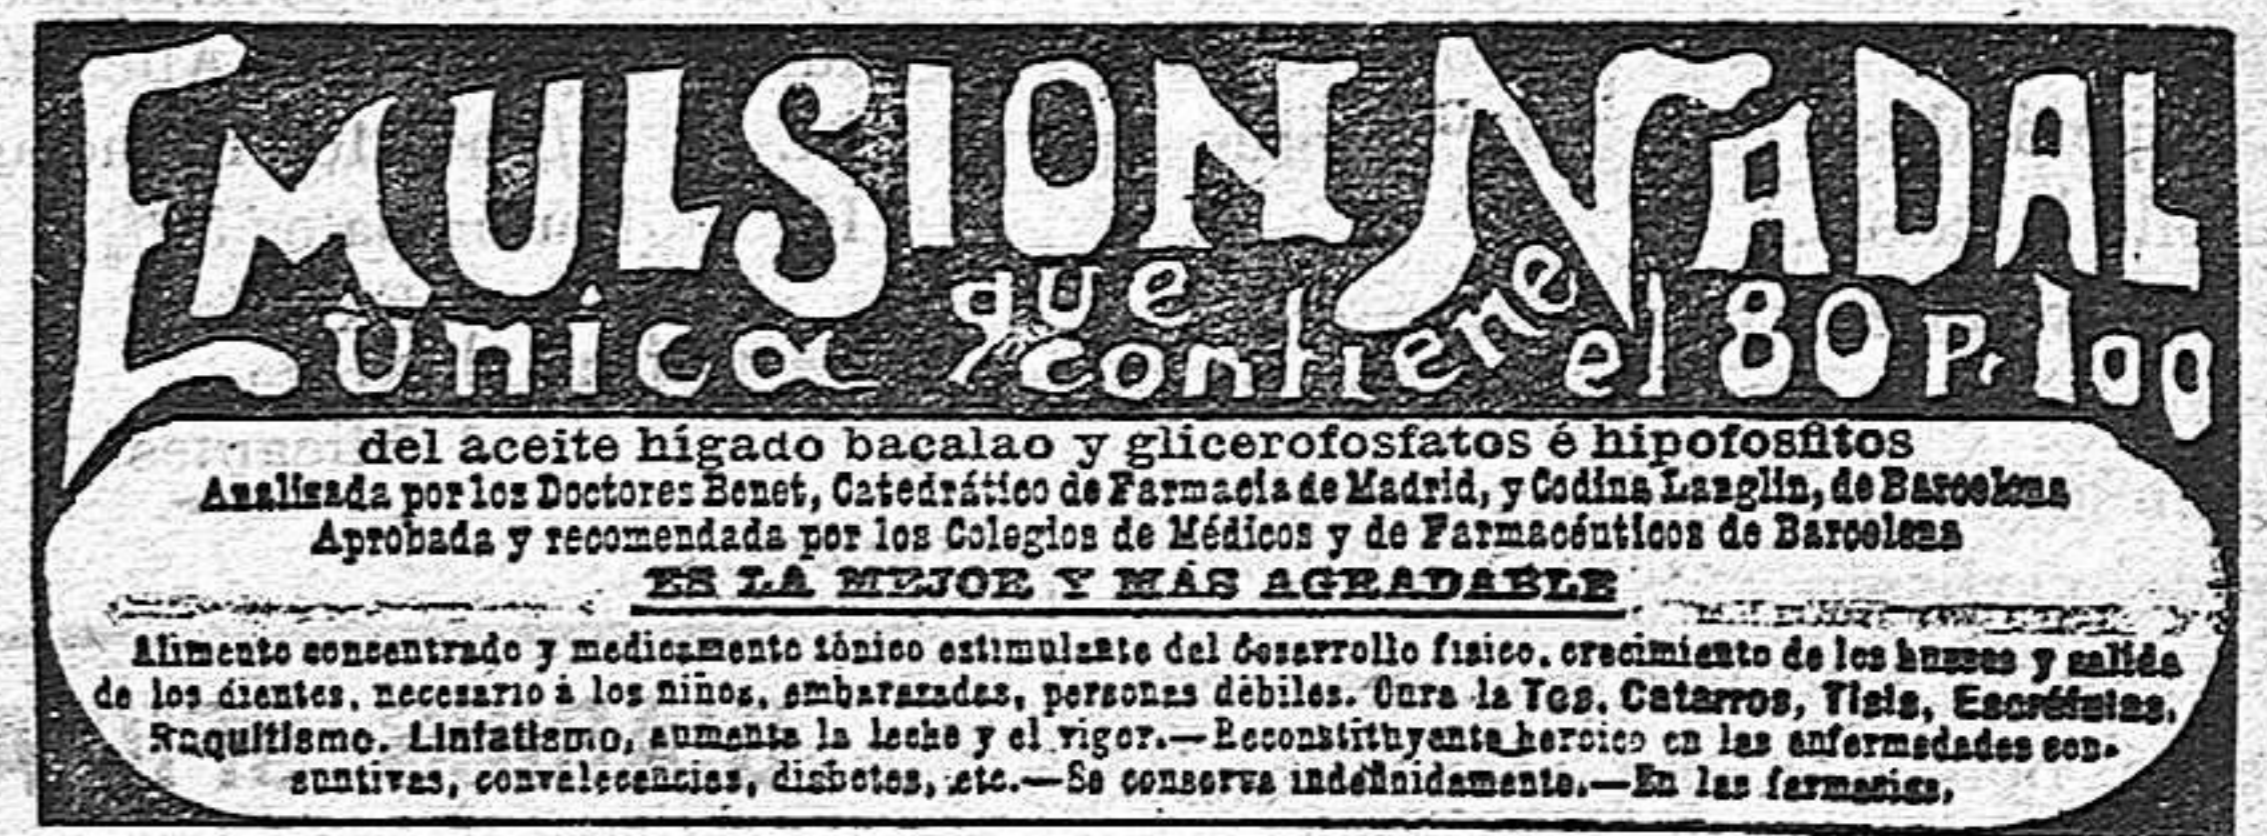 EMULSION NADAL
única que contiene el 80 Pr 100
del aceite hígado bacalao y glicerofosfatos é hipofosfitos
Analizada por los Doctores Benet, Catedrático de Farmacia de Madrid, y Codina Langlin, de Barcelona
Aprobada y recomendada por los Colegios de Médicos y de Farmacéuticos de Barcelona
ES LA MEJOR Y MÁS AGRADABLE
Alimento concentrado y medicamento tónico estimulante del desarrollo físico, crecimiento de los huesos y salida
de los dientes, necesario á los niños, embarazadas, personas débiles. Cura la Tos, Catarros, Tisis, Escrófulas,
Raquitismo, Linfatismo, aumenta la leche y el vigor.—Reconstituyente heroico en las enfermedades con-
suntivas, convalecencias, diabetes, etc.—Se conserva indefinidamente.—En las farmacias.